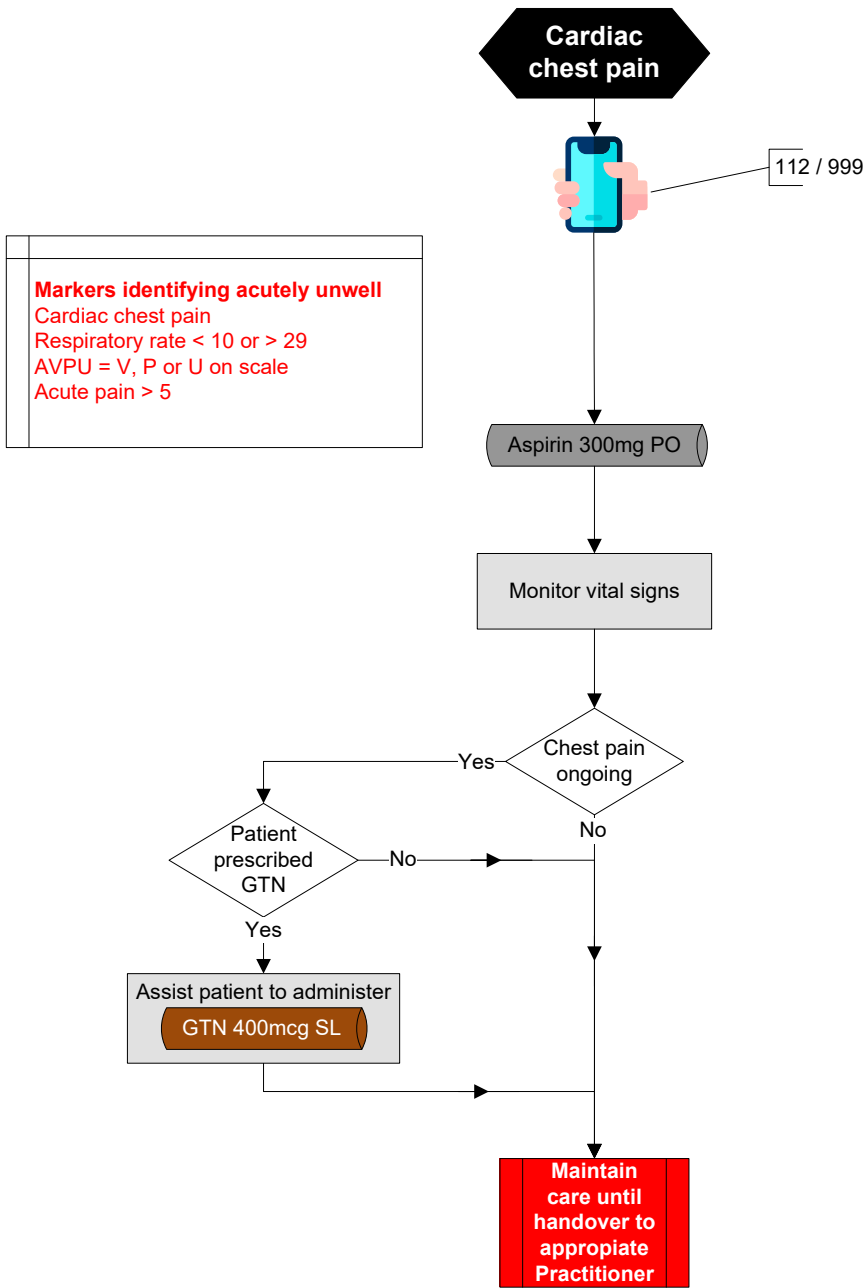 Cardiac
chest pain
112 / 999
Markers identifying acutely unwell
Cardiac chest pain
Respiratory rate < 10 or > 29
AVPU = V, P or U on scale
Acute pain > 5
Aspirin 300mg PO
Monitor vital signs
Chest pain
ongoing
Yes
No
Patient
prescribed
GTN
No
Yes
Assist patient to administer
GTN 400mcg SL
Maintain
care until
handover to
appropiate
Practitioner